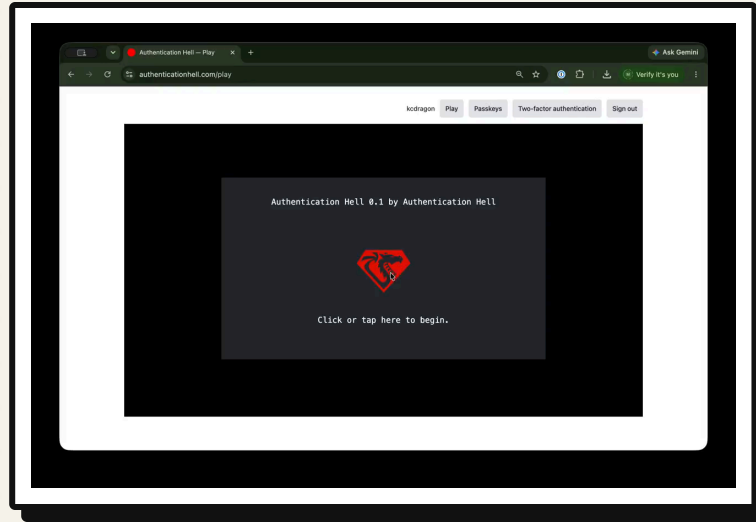 Authentication Hell — Play
Ask Gemini
authenticationhell.com/play
Verify it's you
kcdragon Play Passkeys Two-factor authentication Sign out
Authentication Hell 0.1 by Authentication Hell
Click or tap here to begin.